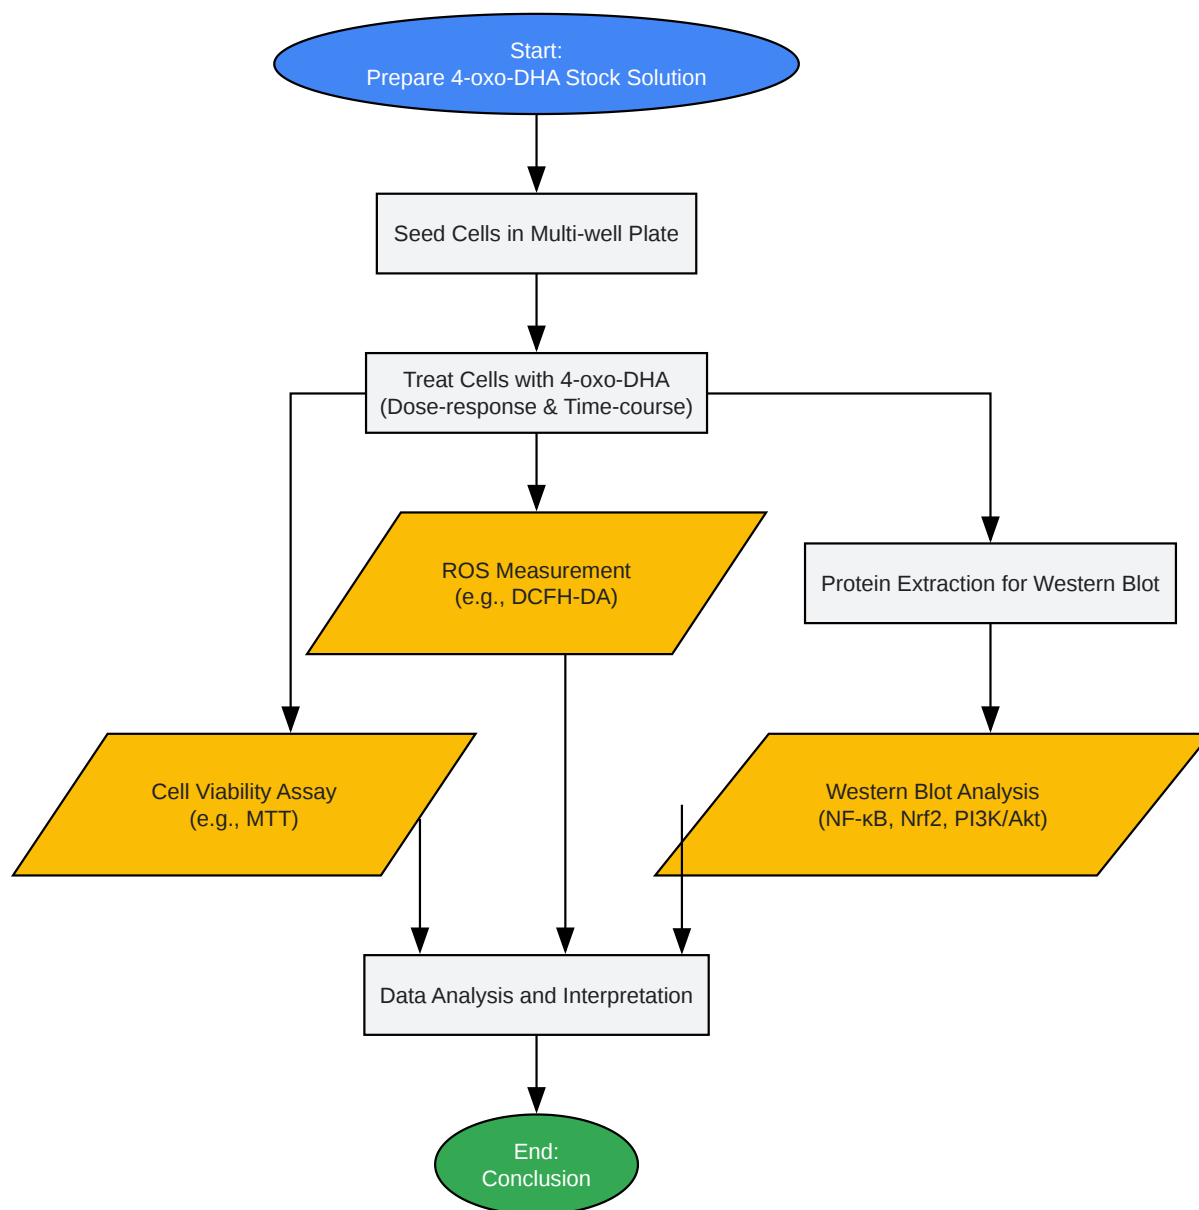 Start:
Prepare 4-oxo-DHA Stock Solution
Seed Cells in Multi-well Plate
Treat Cells with 4-oxo-DHA
(Dose-response & Time-course)
ROS Measurement
(e.g., DCFH-DA)
Protein Extraction for Western Blot
Cell Viability Assay
(e.g., MTT)
Western Blot Analysis
(NF-κB, Nrf2, PI3K/Akt)
Data Analysis and Interpretation
End:
Conclusion